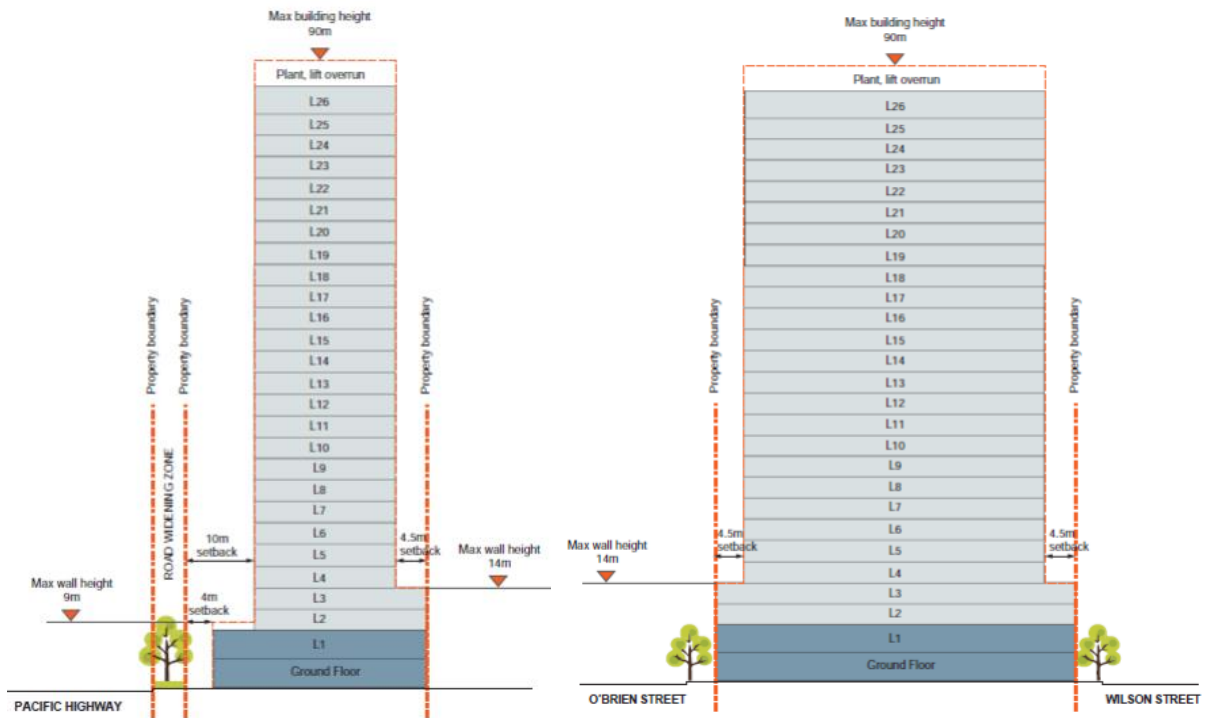 Max building height
90m
Plant, lift overrun
L26
L25
L24
L23
L22
L21
L20
L19
L18
L17
L16
L15
L14
L13
L12
L11
L10
L9
L8
L7
L6
L5
L4
L3
L2
L1
Ground Floor
Property boundary
Property boundary
Property boundary
ROAD WIDENING ZONE
10m
setback
4.5m
setback
Max wall height
14m
Max wall height
9m
4m
setback
PACIFIC HIGHWAY
Max building height
90m
Plant, lift overrun
L26
L25
L24
L23
L22
L21
L20
L19
L18
L17
L16
L15
L14
L13
L12
L11
L10
L9
L8
L7
L6
L5
L4
L3
L2
L1
Ground Floor
Property boundary
Property boundary
4.5m
setback
4.5m
setback
Max wall height
14m
O'BRIEN STREET
WILSON STREET